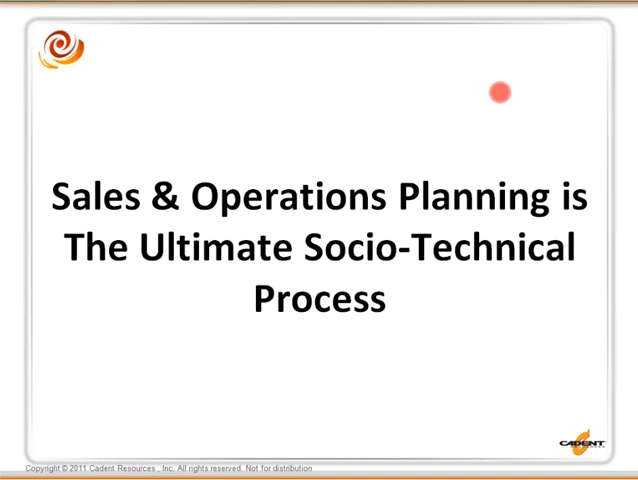 Sales & Operations Planning is
The Ultimate Socio-Technical
Process
CADENT
Copyright © 2011 Cadent Resources , Inc. All rights reserved. Not for distribution